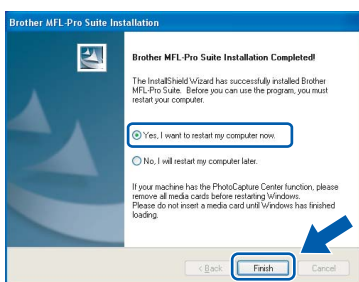 Brother MFL-Pro Suite Installation
Brother MFL-Pro Suite Installation Completed!
The InstallShield Wizard has successfully installed Brother
MFL-Pro Suite. Before you can use the program, you must
restart your computer.
Yes, I want to restart my computer now.
No, I will restart my computer later.
If your machine has the PhotoCapture Center function, please
remove all media cards before restarting Windows.
Please do not insert a media card until Windows has finished
loading.
< Back
Finish
Cancel